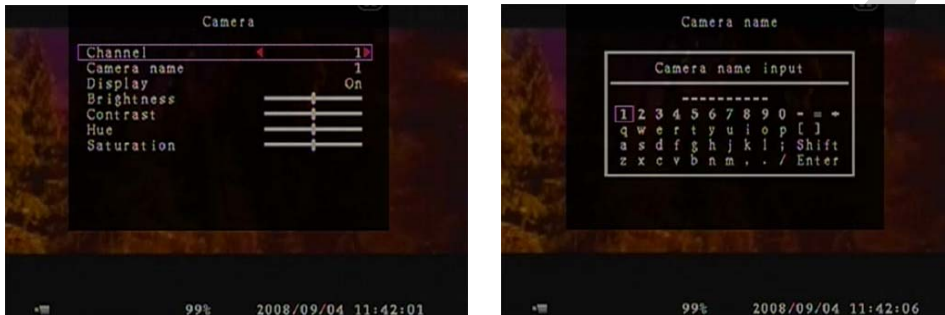 Camera
Channel 1
Camera name 1
Display On
Brightness
Contrast
Hue
Saturation
99% 2008/09/04 11:42:01
Camera name
Camera name input
----------
1 2 3 4 5 6 7 8 9 0 - = ←
q w e r t y u i o p [ ]
a s d f g h j k l ; Shift
z x c v b n m , . / Enter
99% 2008/09/04 11:42:06